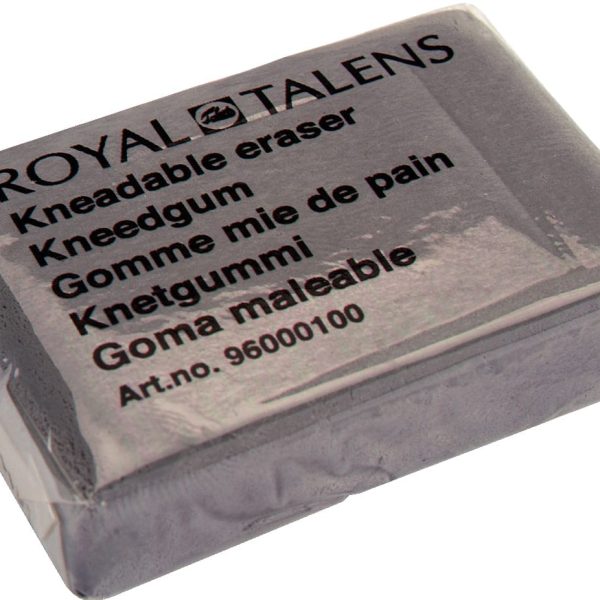 ROYAL TALENS
Kneadable eraser
Kneedgum
Gomme mie de pain
Knetgummi
Goma maleable
Art.no. 96000100